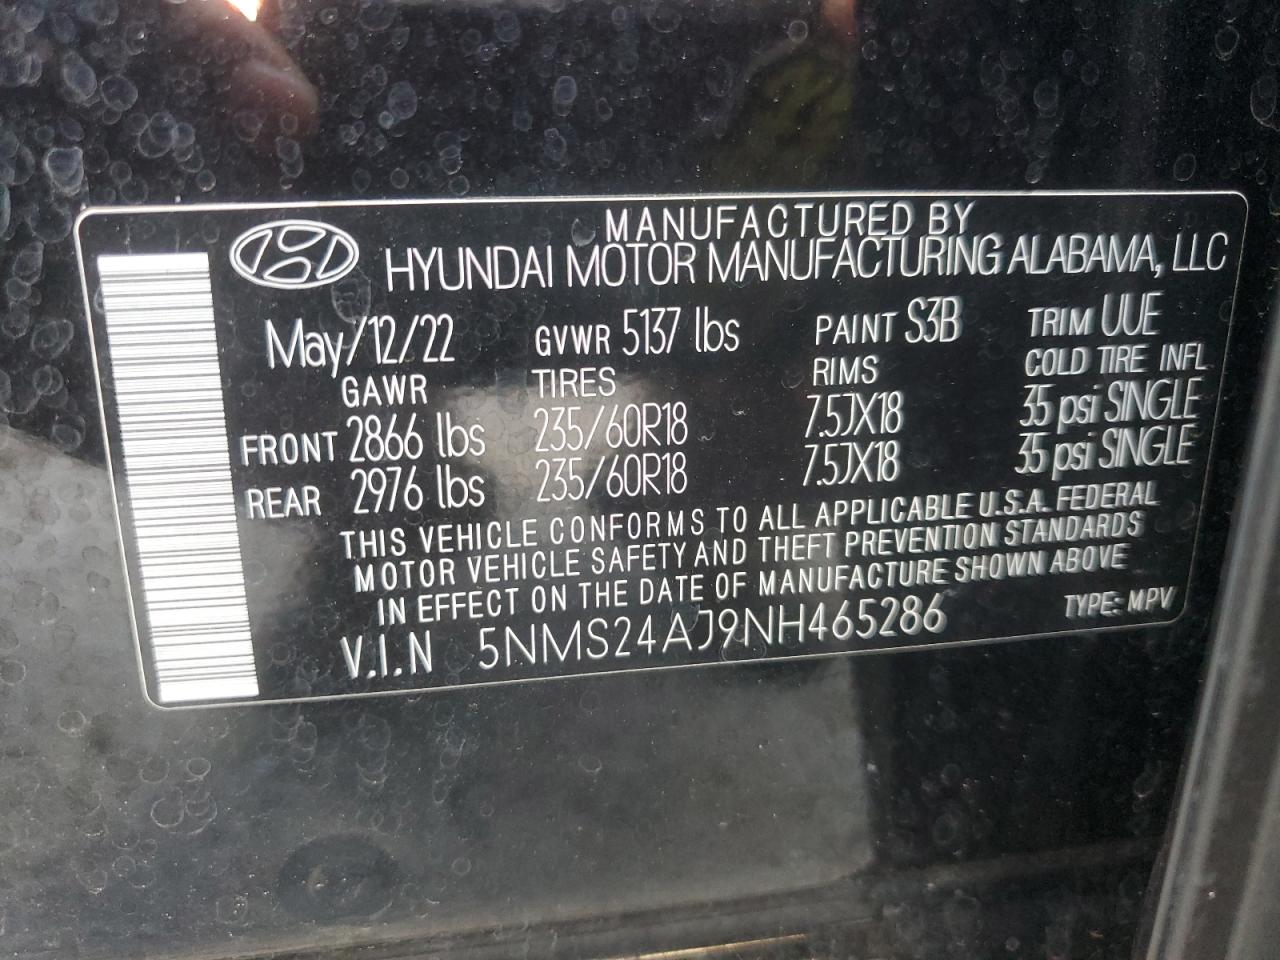 MANUFACTURED BY
HYUNDAI MOTOR MANUFACTURING ALABAMA, LLC
May/12/22 GVWR 5137 lbs PAINT S3B TRIM UUE
GAWR TIRES RIMS COLD TIRE INFL
FRONT 2866 lbs 235/60R18 7.5JX18 35 psi SINGLE
REAR 2976 lbs 235/60R18 7.5JX18 35 psi SINGLE
THIS VEHICLE CONFORMS TO ALL APPLICABLE U.S.A. FEDERAL
MOTOR VEHICLE SAFETY AND THEFT PREVENTION STANDARDS
IN EFFECT ON THE DATE OF MANUFACTURE SHOWN ABOVE
V.I.N 5NMS24AJ9NH465286 TYPE: MPV